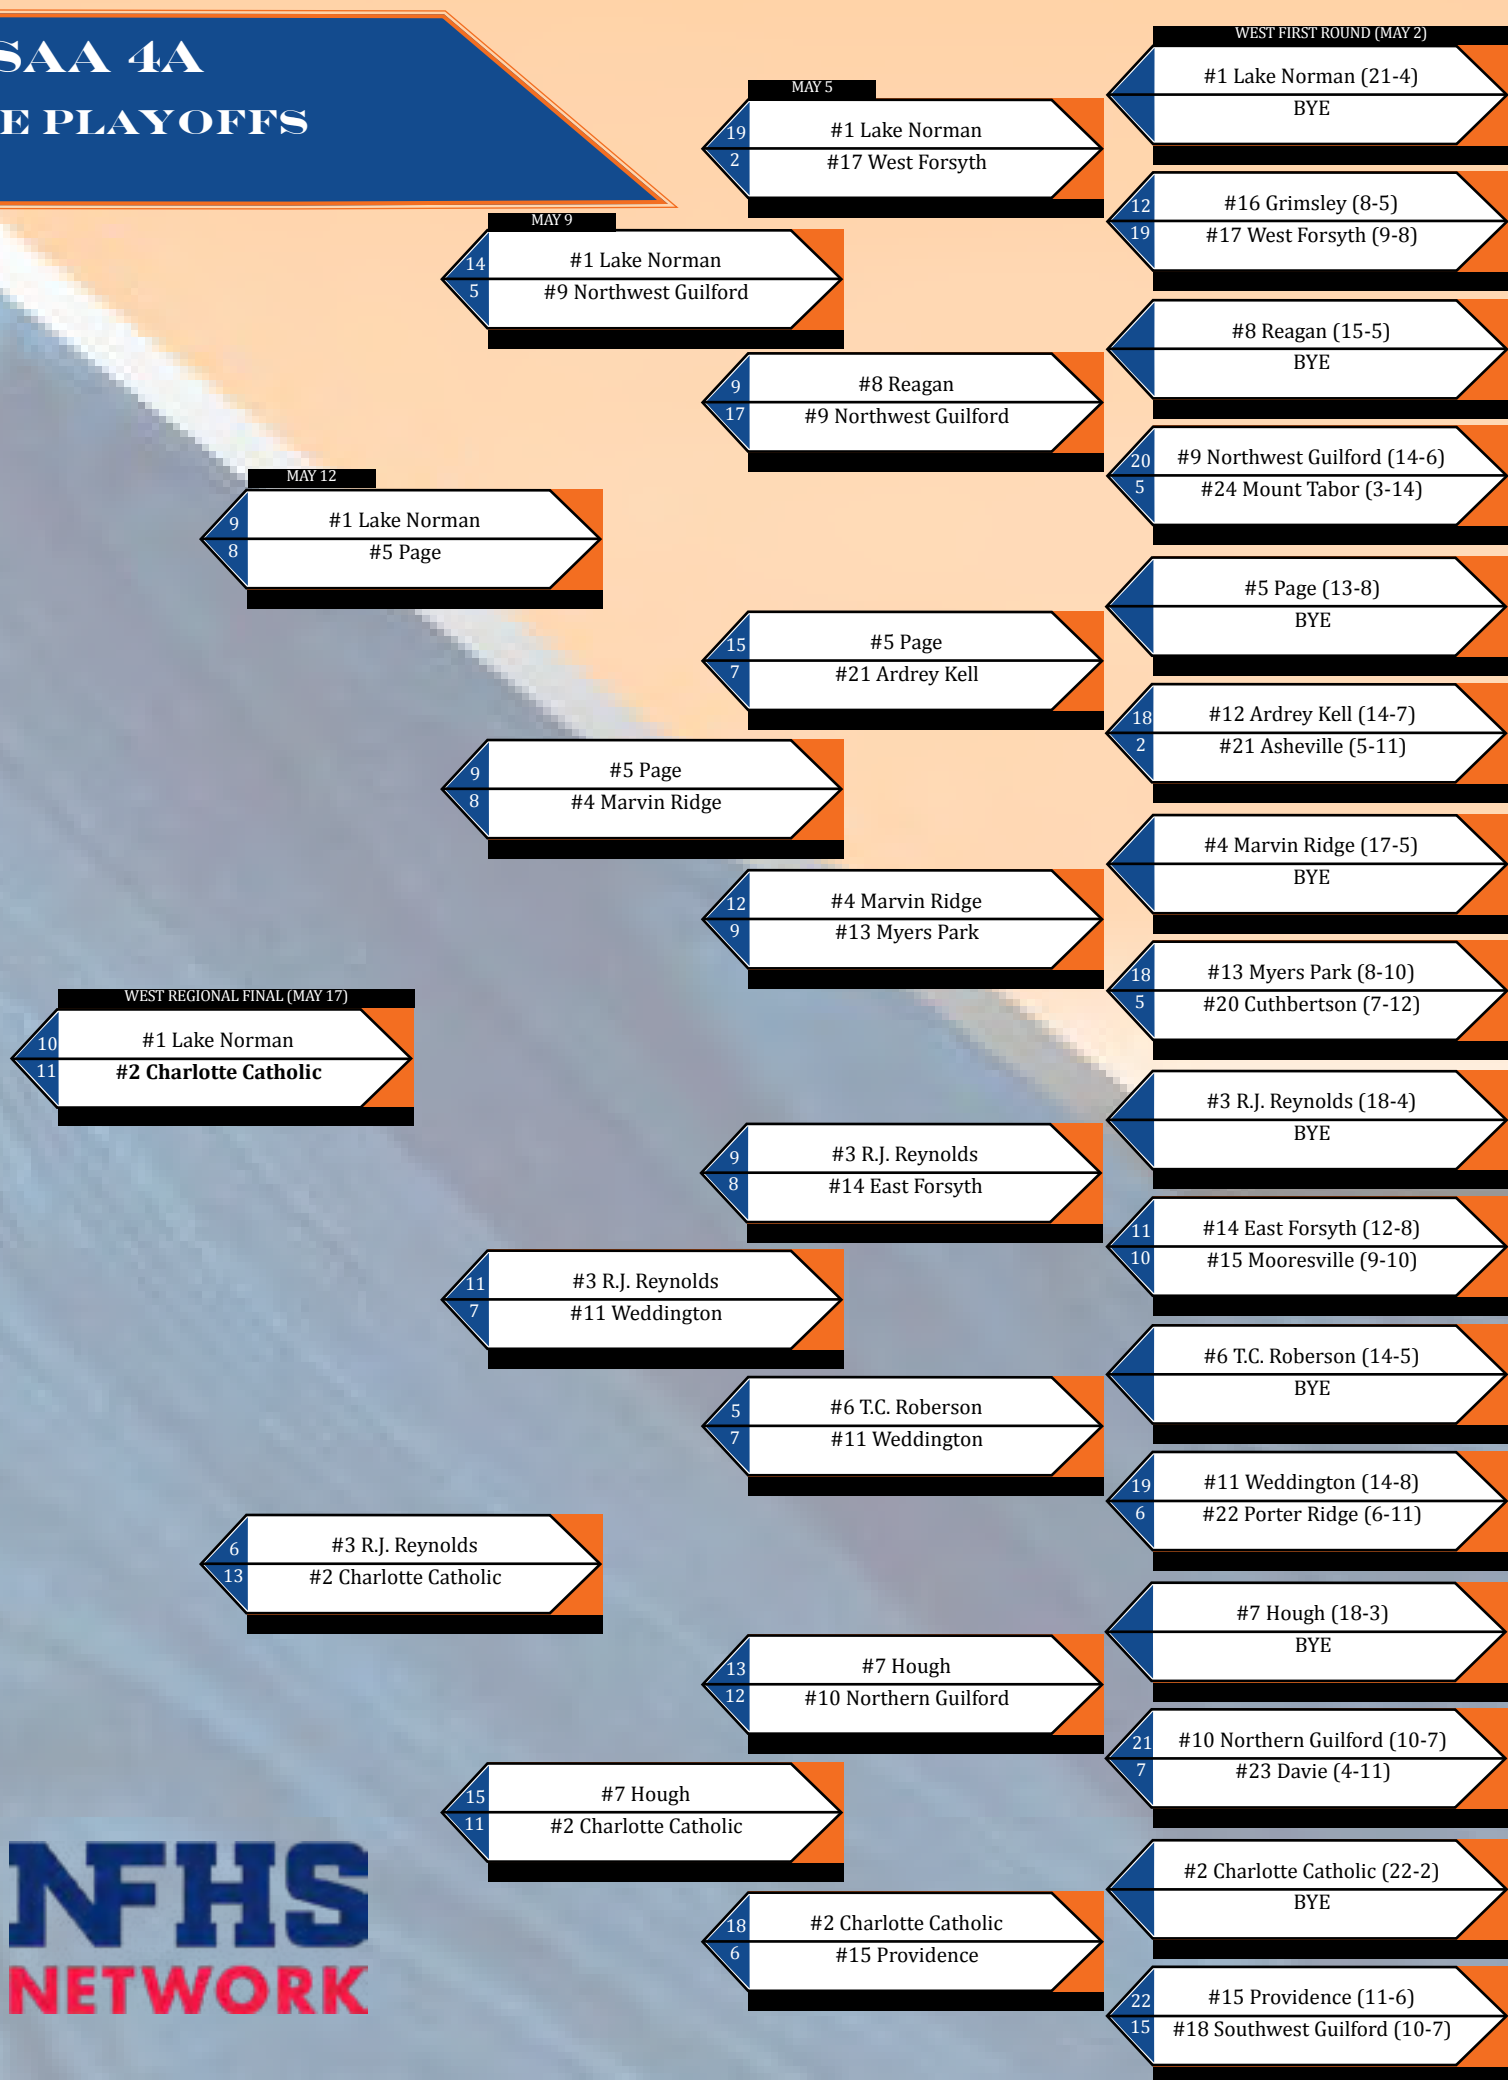 SAA 4A
E PLAYOFFS
WEST FIRST ROUND (MAY 2)
#1 Lake Norman (21-4)
BYE
12 #16 Grimsley (8-5)
19 #17 West Forsyth (9-8)
#8 Reagan (15-5)
BYE
20 #9 Northwest Guilford (14-6)
5 #24 Mount Tabor (3-14)
#5 Page (13-8)
BYE
18 #12 Ardrey Kell (14-7)
2 #21 Asheville (5-11)
#4 Marvin Ridge (17-5)
BYE
18 #13 Myers Park (8-10)
5 #20 Cuthbertson (7-12)
#3 R.J. Reynolds (18-4)
BYE
11 #14 East Forsyth (12-8)
10 #15 Mooresville (9-10)
#6 T.C. Roberson (14-5)
BYE
19 #11 Weddington (14-8)
6 #22 Porter Ridge (6-11)
#7 Hough (18-3)
BYE
21 #10 Northern Guilford (10-7)
7 #23 Davie (4-11)
#2 Charlotte Catholic (22-2)
BYE
22 #15 Providence (11-6)
15 #18 Southwest Guilford (10-7)
MAY 5
19 #1 Lake Norman
2 #17 West Forsyth
9 #8 Reagan
17 #9 Northwest Guilford
15 #5 Page
7 #21 Ardrey Kell
12 #4 Marvin Ridge
9 #13 Myers Park
9 #3 R.J. Reynolds
8 #14 East Forsyth
5 #6 T.C. Roberson
7 #11 Weddington
13 #7 Hough
12 #10 Northern Guilford
18 #2 Charlotte Catholic
6 #15 Providence
MAY 9
14 #1 Lake Norman
5 #9 Northwest Guilford
9 #5 Page
8 #4 Marvin Ridge
11 #3 R.J. Reynolds
7 #11 Weddington
15 #7 Hough
11 #2 Charlotte Catholic
MAY 12
9 #1 Lake Norman
8 #5 Page
6 #3 R.J. Reynolds
13 #2 Charlotte Catholic
WEST REGIONAL FINAL (MAY 17)
10 #1 Lake Norman
11 #2 Charlotte Catholic
NFHS
NETWORK